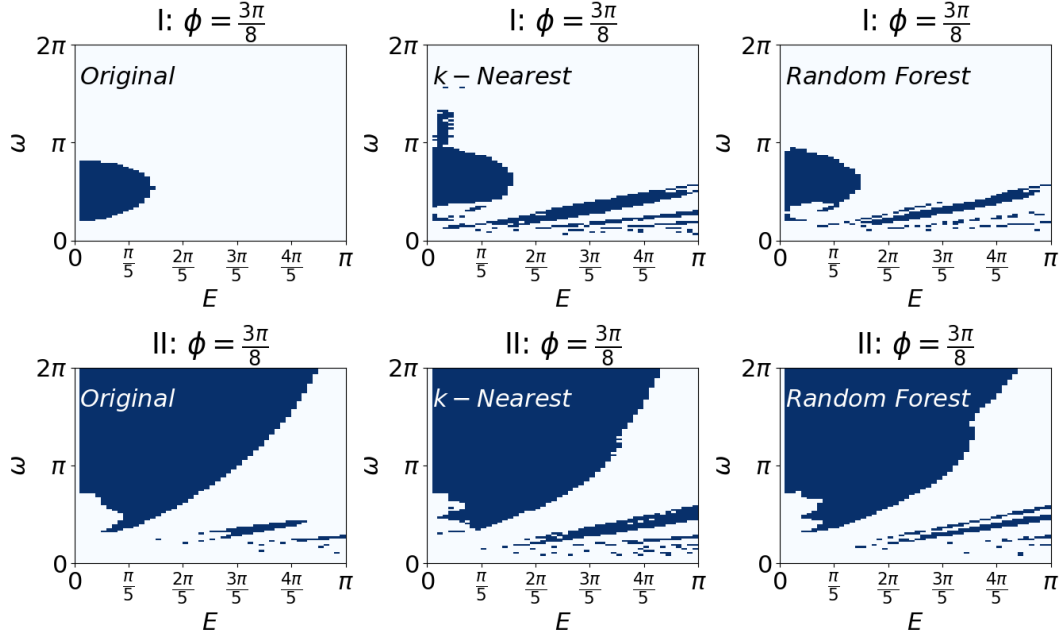 I: ϕ = 3π/8
I: ϕ = 3π/8
I: ϕ = 3π/8
2π
Original
π
ω
0
0 π/5 2π/5 3π/5 4π/5 π
E
2π
k − Nearest
π
ω
0
0 π/5 2π/5 3π/5 4π/5 π
E
2π
Random Forest
π
ω
0
0 π/5 2π/5 3π/5 4π/5 π
E
II: ϕ = 3π/8
II: ϕ = 3π/8
II: ϕ = 3π/8
2π
Original
π
ω
0
0 π/5 2π/5 3π/5 4π/5 π
E
2π
k − Nearest
π
ω
0
0 π/5 2π/5 3π/5 4π/5 π
E
2π
Random Forest
π
ω
0
0 π/5 2π/5 3π/5 4π/5 π
E